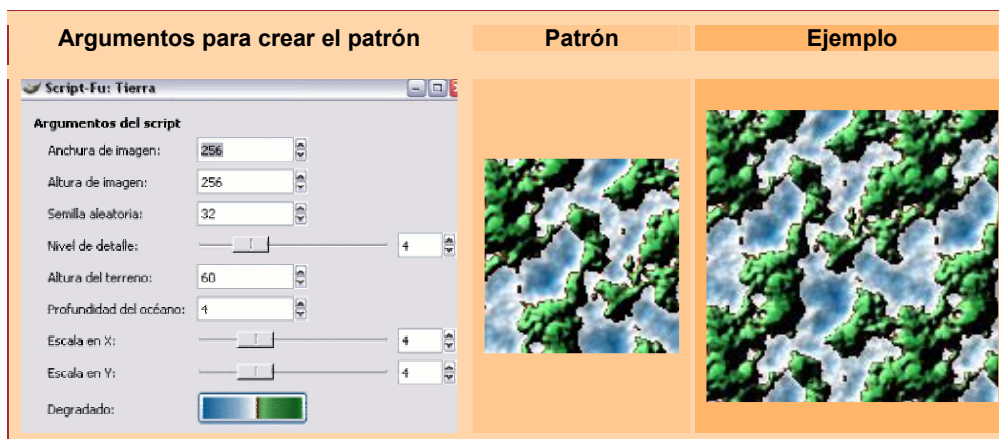 Argumentos para crear el patrón
Patrón
Ejemplo
Script-Fu: Tierra
Argumentos del script
Anchura de imagen: 256
Altura de imagen: 256
Semilla aleatoria: 32
Nivel de detalle: 4
Altura del terreno: 60
Profundidad del océano: 4
Escala en X: 4
Escala en Y: 4
Degradado: